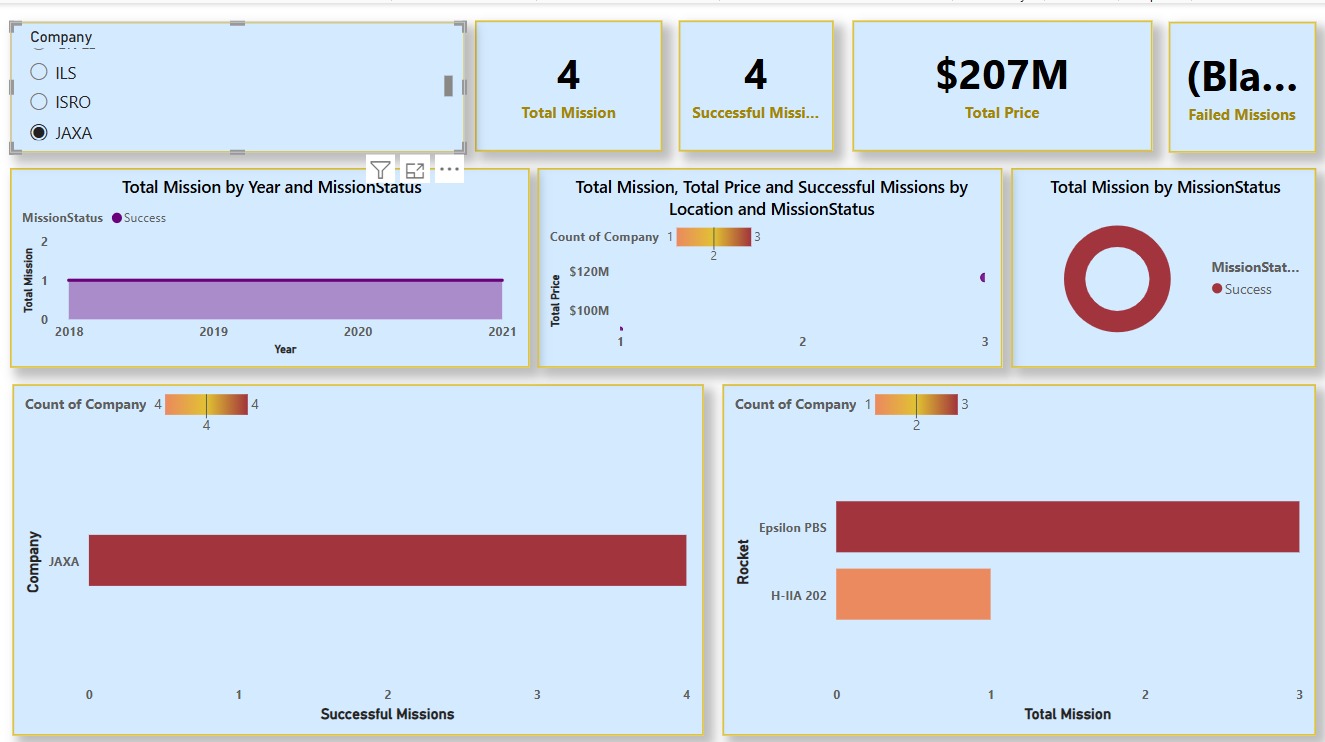 Company
ILS
ISRO
JAXA
4
Total Mission
4
Successful Missi...
$207M
Total Price
(Bla...
Failed Missions
Total Mission by Year and MissionStatus
MissionStatus Success
Total Mission
2
1
0
2018 2019 2020 2021
Year
Total Mission, Total Price and Successful Missions by
Location and MissionStatus
Count of Company 1 3
2
Total Price
$120M
$100M
1 2 3
Total Mission by MissionStatus
MissionStat...
Success
Count of Company 4 4
4
Company
JAXA
0 1 2 3 4
Successful Missions
Count of Company 1 3
2
Rocket
Epsilon PBS
H-IIA 202
0 1 2 3
Total Mission